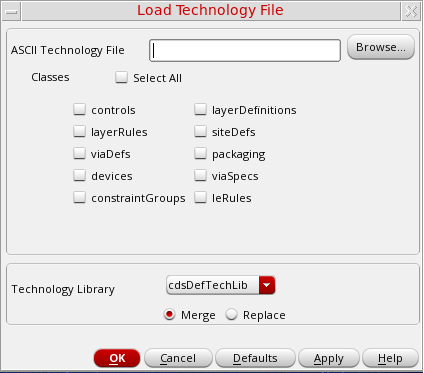 Load Technology File
ASCII Technology File Browse...
Classes Select All
controls layerDefinitions
layerRules siteDefs
viaDefs packaging
devices viaSpecs
constraintGroups leRules
Technology Library cdsDefTechLib
Merge Replace
OK Cancel Defaults Apply Help